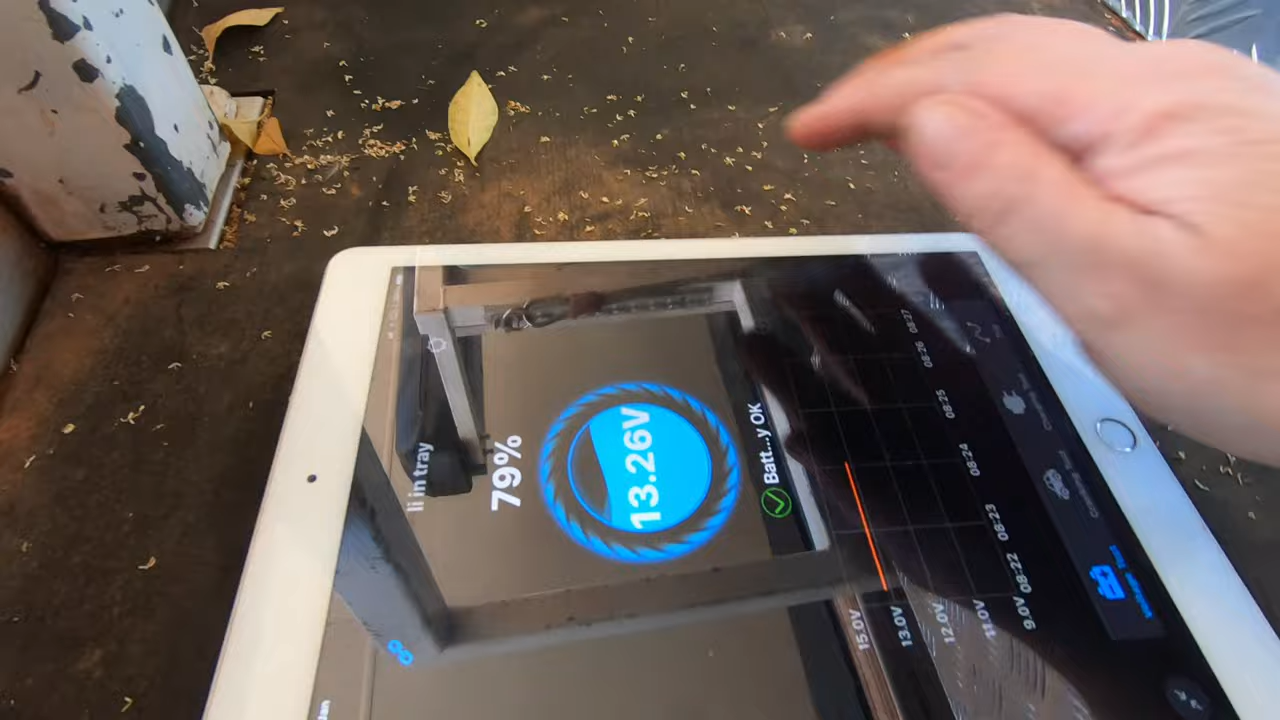 li in tray
79%
13.26V
Batt...y OK
15.0V
13.0V
12.0V
11.0V
9.0V
08:22
08:23
08:24
08:25
08:26
08:27